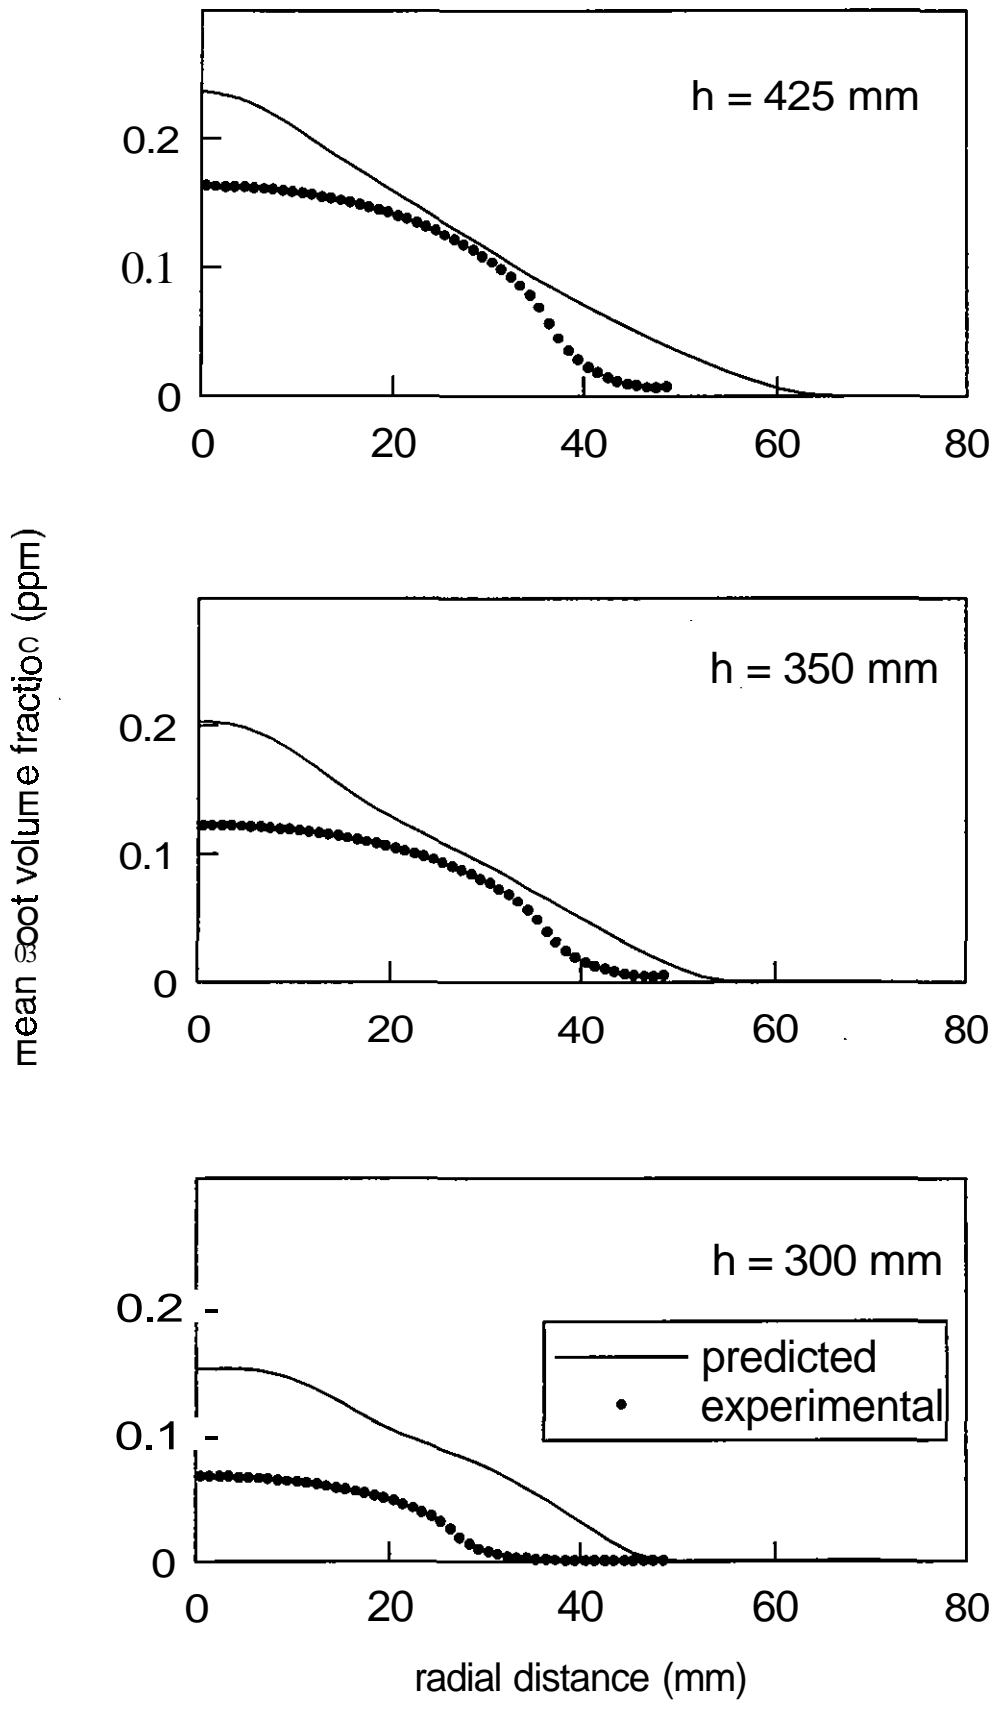 h = 425 mm
0.2
0.1
0
0 20 40 60 80
mean soot volume fraction (ppm)
h = 350 mm
0.2
0.1
0
0 20 40 60 80
h = 300 mm
0.2
predicted
experimental
0.1
0
0 20 40 60 80
radial distance (mm)